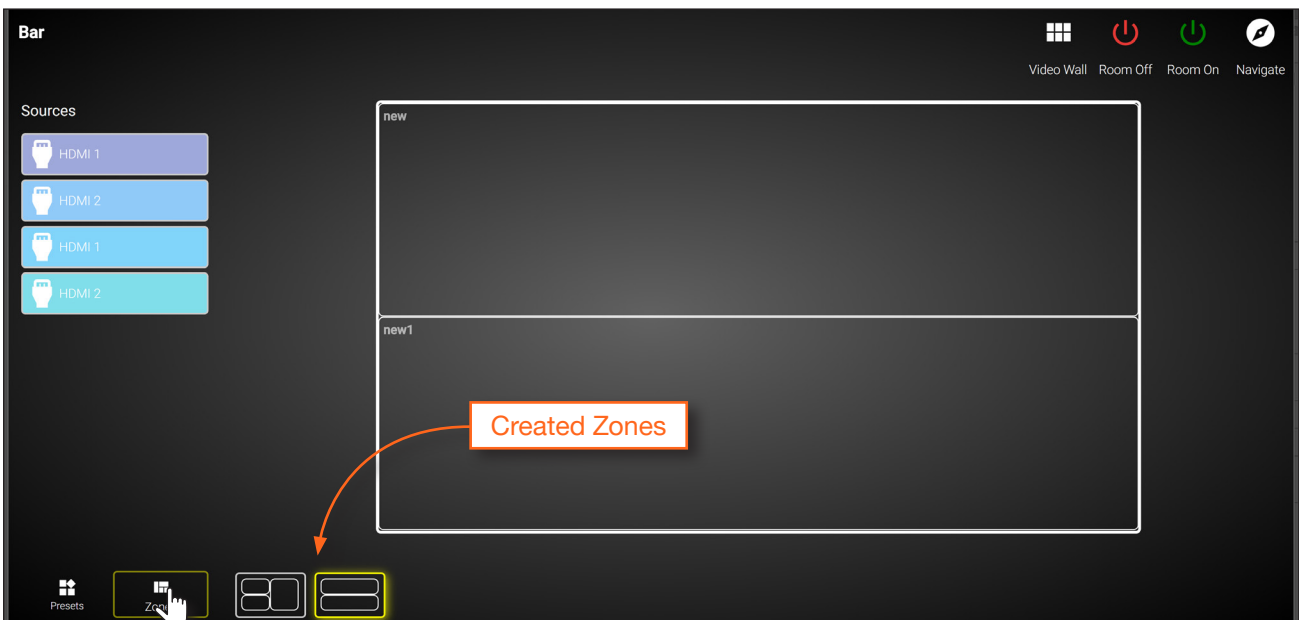 Bar
Video Wall
Room Off
Room On
Navigate
Sources
HDMI 1
HDMI 2
HDMI 1
HDMI 2
new
new1
Created Zones
Presets